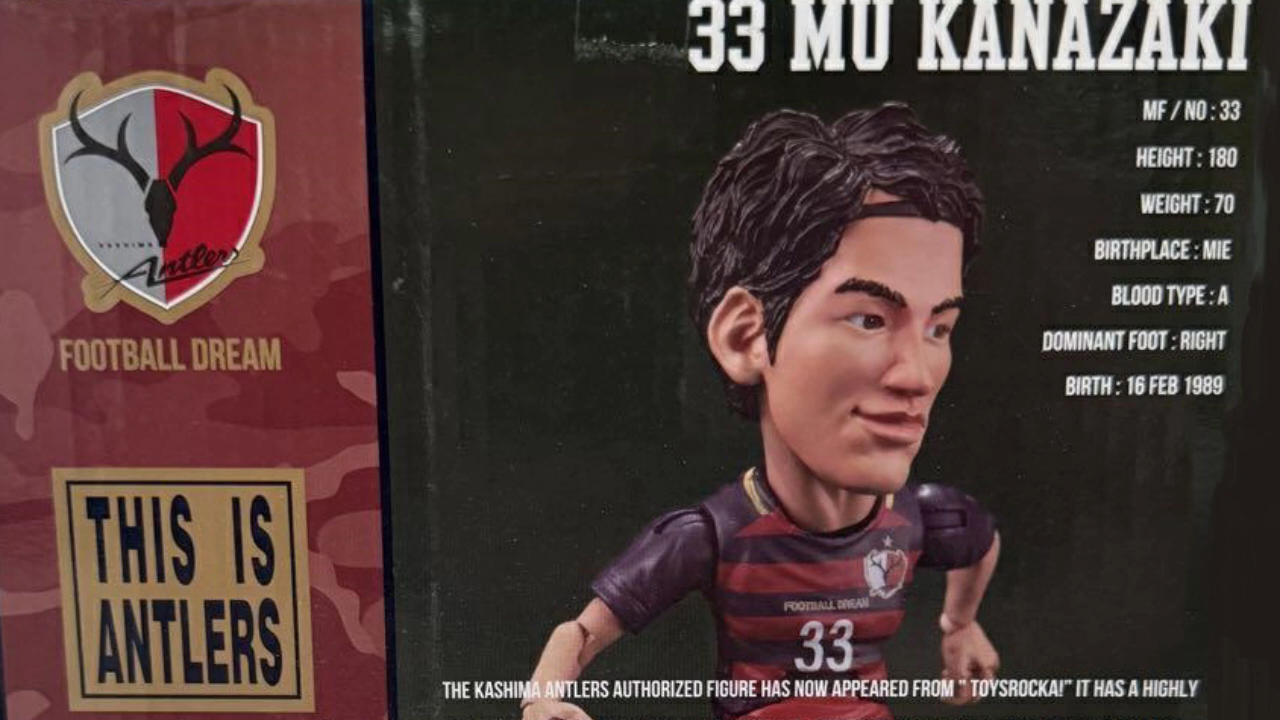 KASHIMA
Antlers
FOOTBALL DREAM
THIS IS
ANTLERS
33 MU KANAZAKI
MF / NO : 33
HEIGHT : 180
WEIGHT : 70
BIRTHPLACE : MIE
BLOOD TYPE : A
DOMINANT FOOT : RIGHT
BIRTH : 16 FEB 1989
FOOTBALL DREAM
33
THE KASHIMA ANTLERS AUTHORIZED FIGURE HAS NOW APPEARED FROM " TOYSROCKA!" IT HAS A HIGHLY